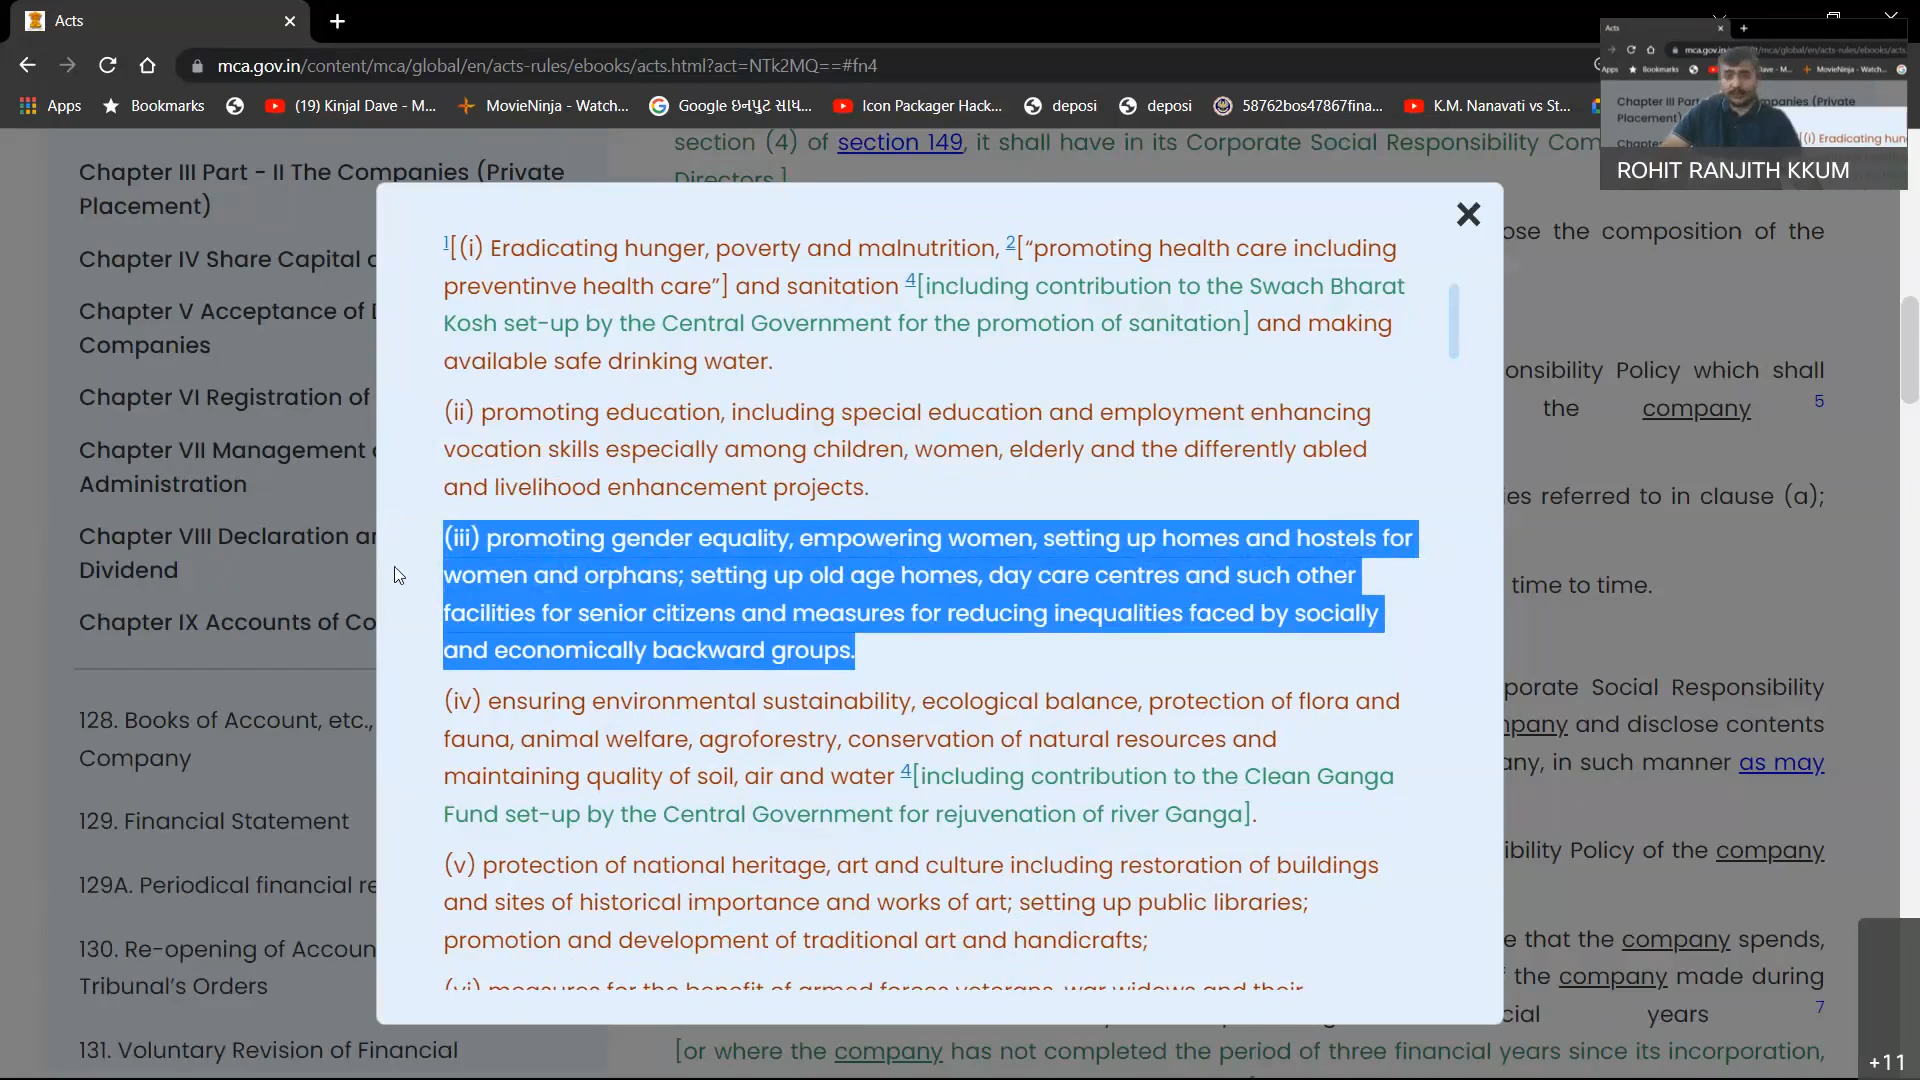 Acts
mca.gov.in/content/mca/global/en/acts-rules/ebooks/acts.html?act=NTk2MQ==#fn4
Apps
Bookmarks
(19) Kinjal Dave - M...
MovieNinja - Watch...
Google ઇનપુટ સાધ...
Icon Packager Hack...
deposi
deposi
58762bos47867fina...
K.M. Nanavati vs St...
ROHIT RANJITH KKUM
Chapter III Part - II The Companies (Private
Placement)
Chapter IV Share Capital
Chapter V Acceptance of
Companies
Chapter VI Registration of
Chapter VII Management
Administration
Chapter VIII Declaration
Dividend
Chapter IX Accounts of
128. Books of Account, etc.,
Company
129. Financial Statement
129A. Periodical financial
130. Re-opening of
Tribunal's Orders
131. Voluntary Revision of Financial
section (4) of section 149, it shall have in its Corporate Social Responsibility
Directors.]
1[(i) Eradicating hunger, poverty and malnutrition, 2["promoting health care including
preventinve health care"] and sanitation 4[including contribution to the Swach Bharat
Kosh set-up by the Central Government for the promotion of sanitation] and making
available safe drinking water.
(ii) promoting education, including special education and employment enhancing
vocation skills especially among children, women, elderly and the differently abled
and livelihood enhancement projects.
(iii) promoting gender equality, empowering women, setting up homes and hostels for
women and orphans; setting up old age homes, day care centres and such other
facilities for senior citizens and measures for reducing inequalities faced by socially
and economically backward groups.
(iv) ensuring environmental sustainability, ecological balance, protection of flora and
fauna, animal welfare, agroforestry, conservation of natural resources and
maintaining quality of soil, air and water 4[including contribution to the Clean Ganga
Fund set-up by the Central Government for rejuvenation of river Ganga].
(v) protection of national heritage, art and culture including restoration of buildings
and sites of historical importance and works of art; setting up public libraries;
promotion and development of traditional art and handicrafts;
(vi) measures for the benefit of armed forces veterans, war widows and their
the composition of the
Policy which shall
the company 5
referred to in clause (a);
time to time.
Social Responsibility
and disclose contents
in such manner as may
Policy of the company
that the company spends,
the company made during
years 7
[or where the company has not completed the period of three financial years since its incorporation,
+11